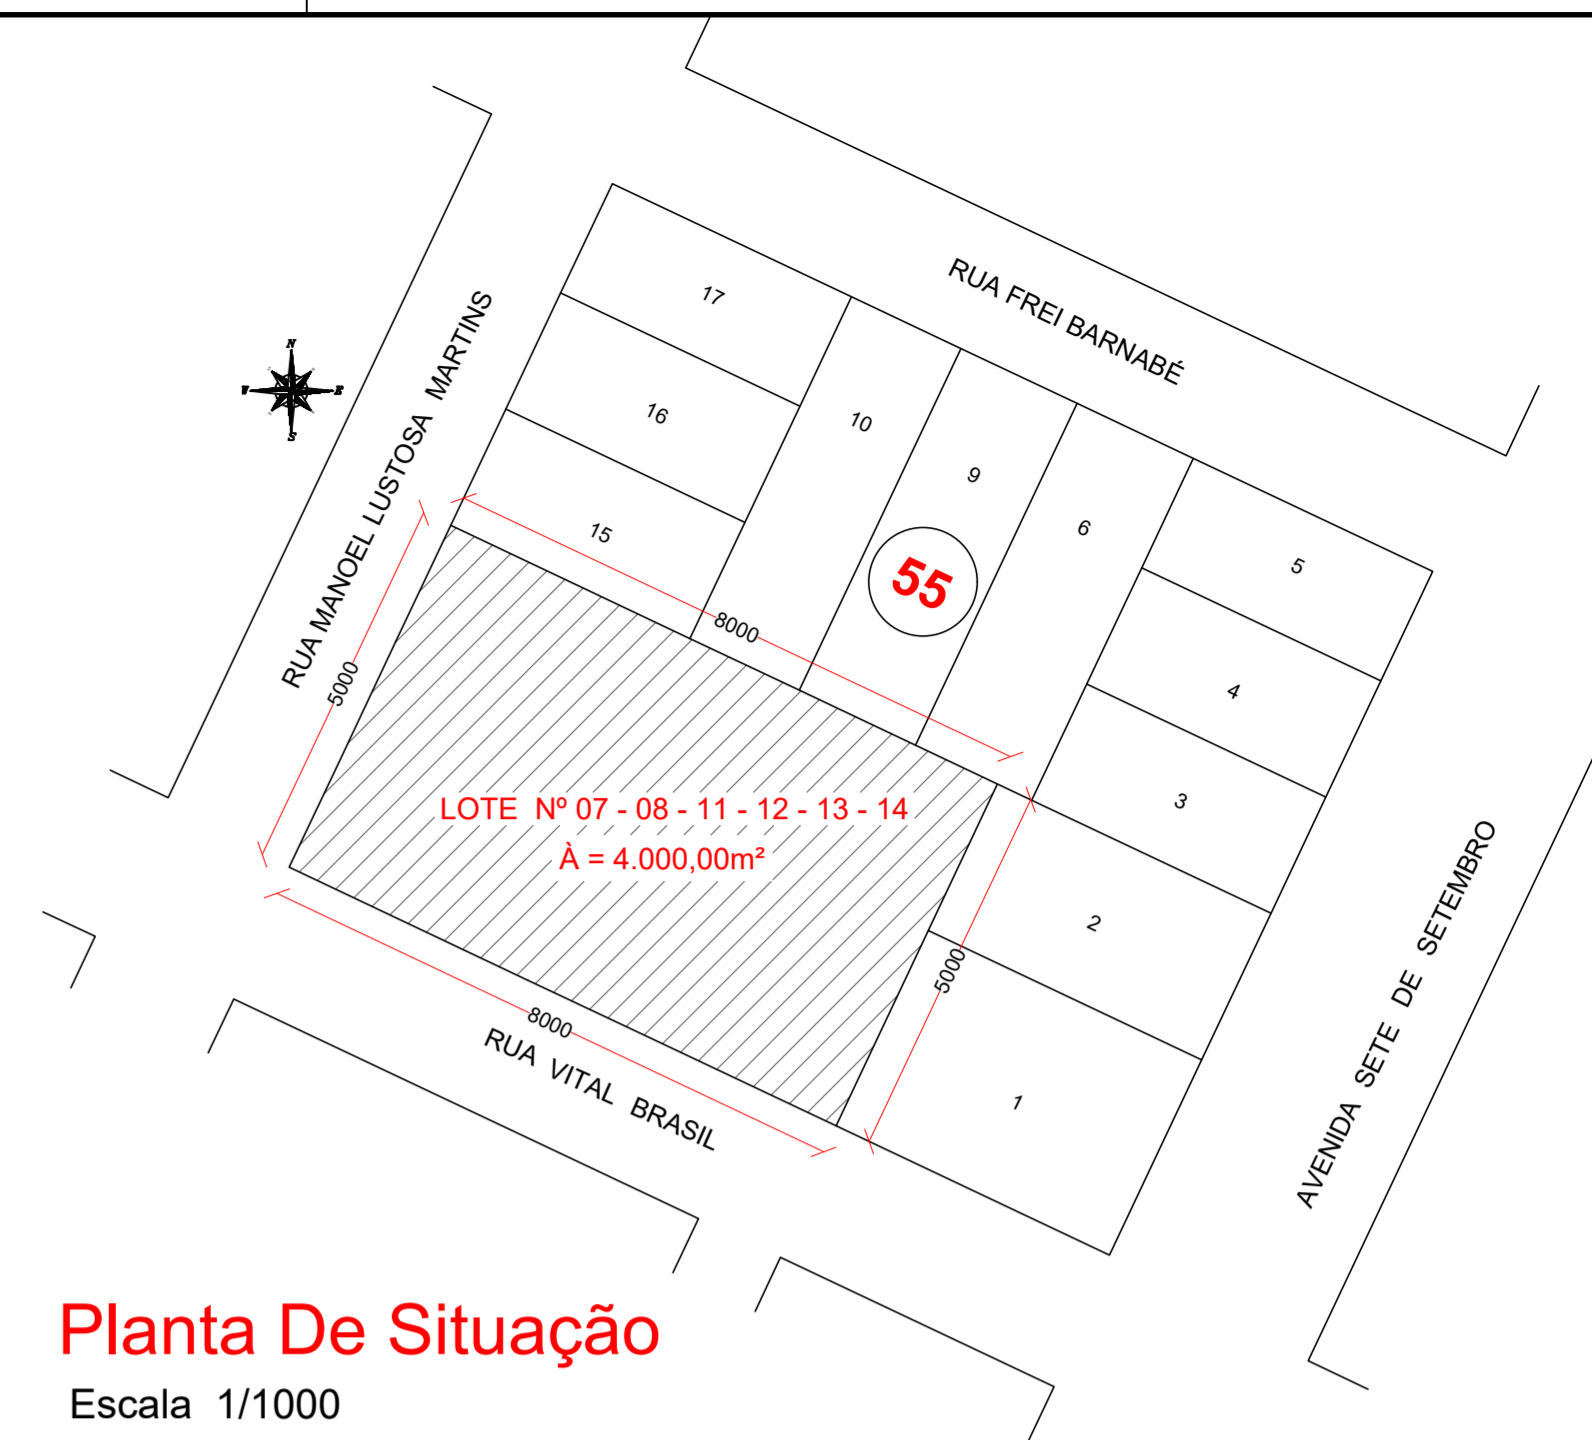 RUA FREI BARNABÉ
RUA MANOEL LUSTOSA MARTINS
N
W
E
S
17
16
15
10
9
6
55
5
4
3
2
1
8000
5000
LOTE Nº 07 - 08 - 11 - 12 - 13 - 14
À = 4.000,00m²
5000
8000
RUA VITAL BRASIL
AVENIDA SETE DE SETEMBRO
Planta De Situação
Escala 1/1000